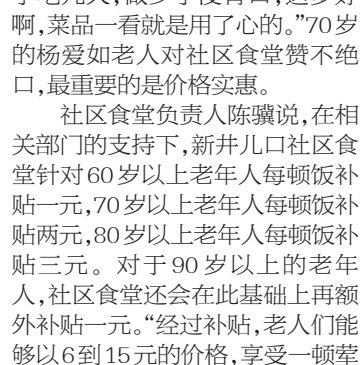 啊,菜品一看就是用了心的。”70岁
的杨爱如老人对社区食堂赞不绝
口,最重要的是价格实惠。
社区食堂负责人陈骥说,在相
关部门的支持下,新井儿口社区食
堂针对60岁以上老年人每顿饭补
贴一元,70岁以上老年人每顿饭补
贴两元,80岁以上老年人每顿饭补
贴三元。对于90岁以上的老年
人,社区食堂还会在此基础上再额
外补贴一元。“经过补贴,老人们能
够以6到15元的价格,享受一顿荤